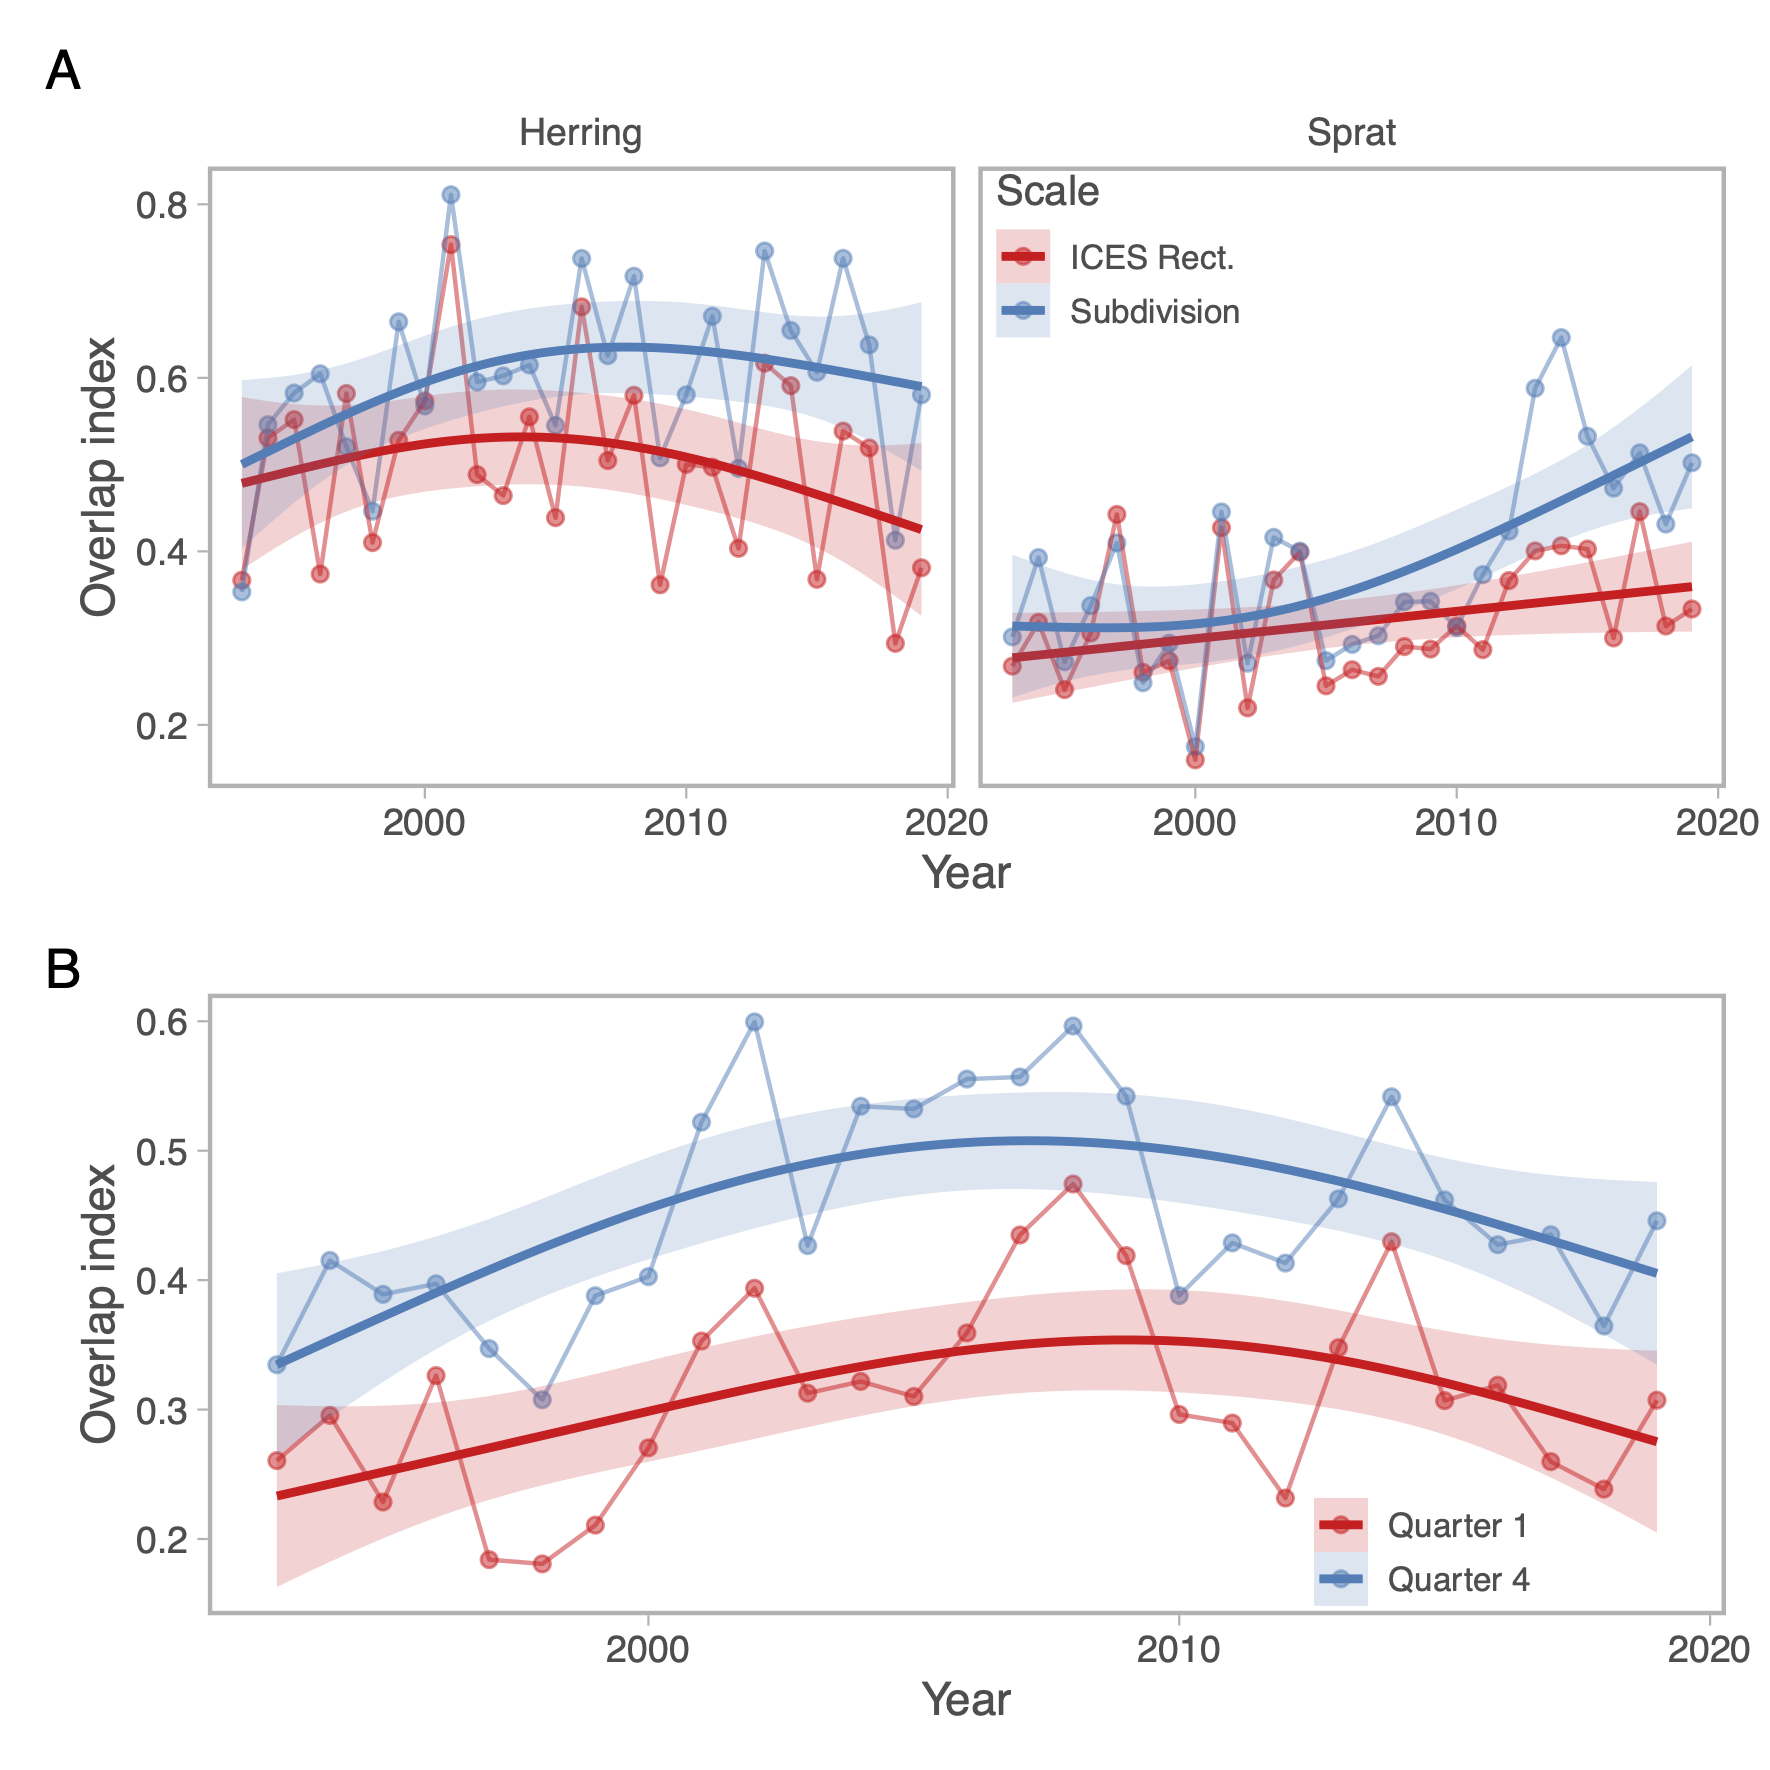 A
Herring
Sprat
Overlap index
0.8
0.6
0.4
0.2
Scale
ICES Rect.
Subdivision
2000 2010 2020
2000 2010 2020
Year
B
Overlap index
0.6
0.5
0.4
0.3
0.2
Quarter 1
Quarter 4
2000 2010 2020
Year